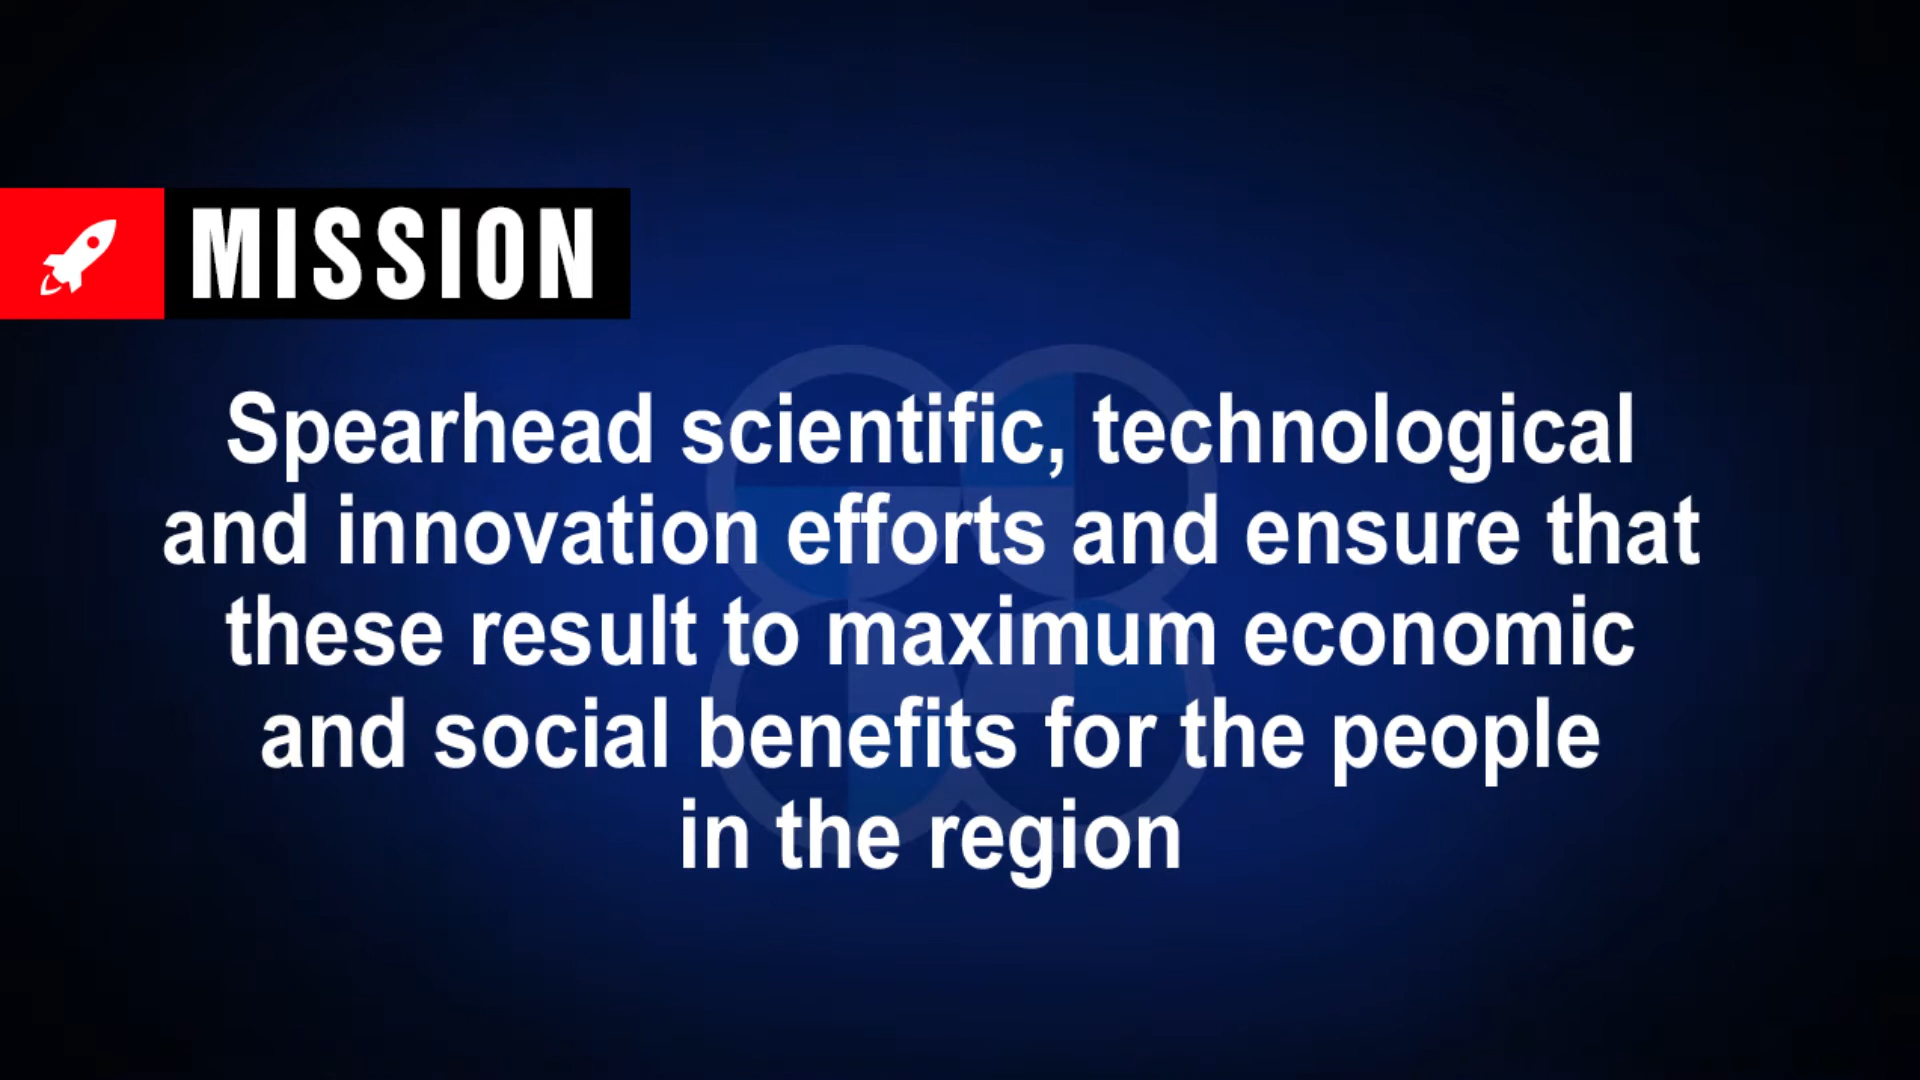 MISSION
Spearhead scientific, technological
and innovation efforts and ensure that
these result to maximum economic
and social benefits for the people
in the region